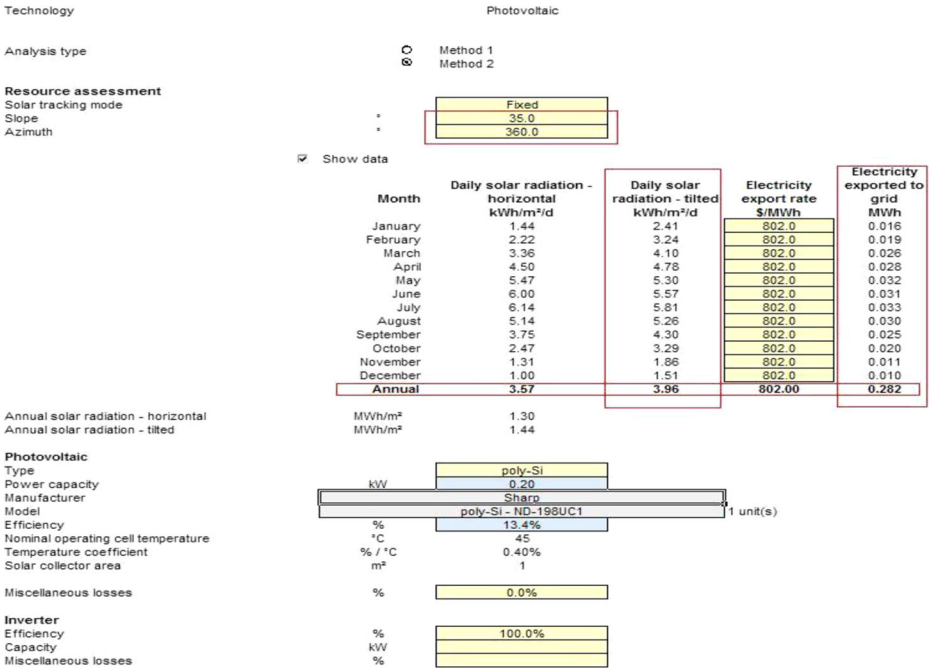 Technology Photovoltaic
Analysis type Method 1
Method 2
Resource assessment
Solar tracking mode Fixed
Slope ° 35.0
Azimuth ° 360.0
Show data
Month Daily solar radiation - horizontal kWh/m²/d Daily solar radiation - tilted kWh/m²/d Electricity export rate $/MWh Electricity exported to grid MWh
January 1.44 2.41 802.0 0.016
February 2.22 3.24 802.0 0.019
March 3.36 4.10 802.0 0.026
April 4.50 4.78 802.0 0.028
May 5.47 5.30 802.0 0.032
June 6.00 5.57 802.0 0.031
July 6.14 5.81 802.0 0.033
August 5.14 5.26 802.0 0.030
September 3.75 4.30 802.0 0.025
October 2.47 3.29 802.0 0.020
November 1.31 1.86 802.0 0.011
December 1.00 1.51 802.0 0.010
Annual 3.57 3.96 802.00 0.282
Annual solar radiation - horizontal MWh/m² 1.30
Annual solar radiation - tilted MWh/m² 1.44
Photovoltaic
Type poly-Si
Power capacity kW 0.20
Manufacturer Sharp
Model poly-Si - ND-198UC1 1 unit(s)
Efficiency % 13.4%
Nominal operating cell temperature °C 45
Temperature coefficient % / °C 0.40%
Solar collector area m² 1
Miscellaneous losses % 0.0%
Inverter
Efficiency % 100.0%
Capacity kW
Miscellaneous losses %